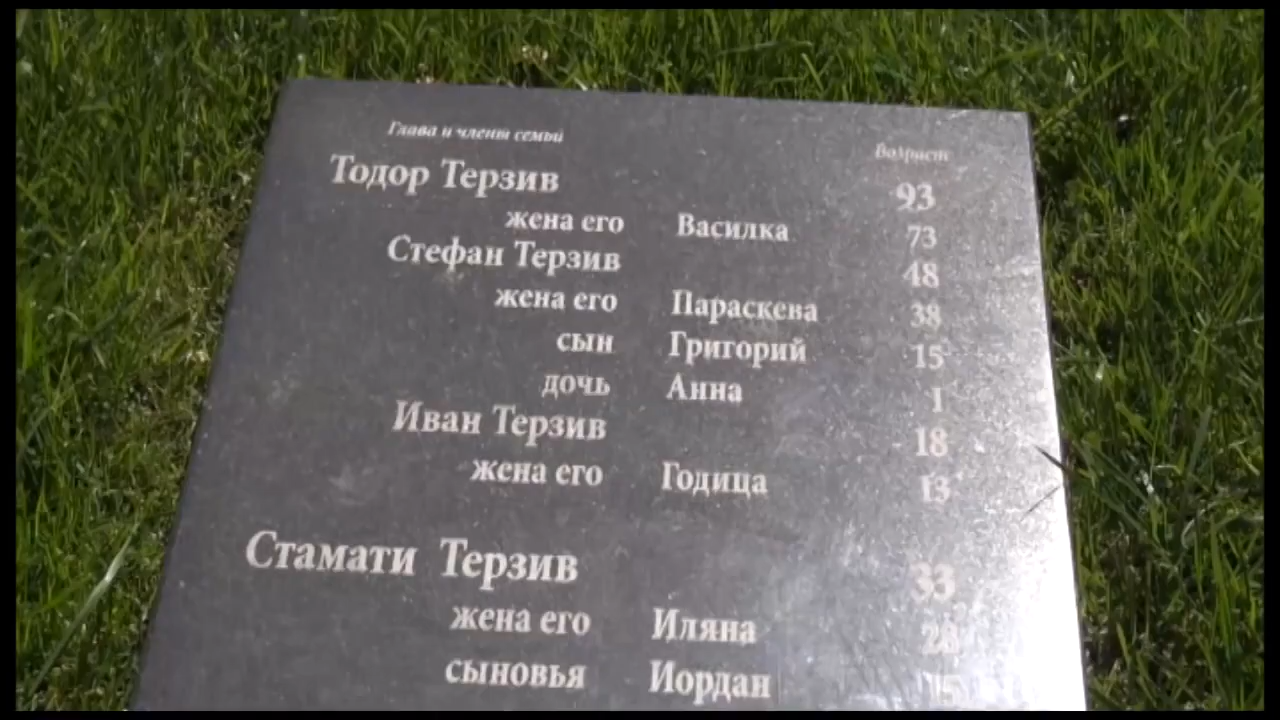 Глава и члены семьи Возраст
Тодор Терзив 93
жена его Василка 73
Стефан Терзив 48
жена его Параскева 38
сын Григорий 15
дочь Анна 1
Иван Терзив 18
жена его Годица 13
Стамати Терзив 33
жена его Иляна 28
сыновья Иордан 15